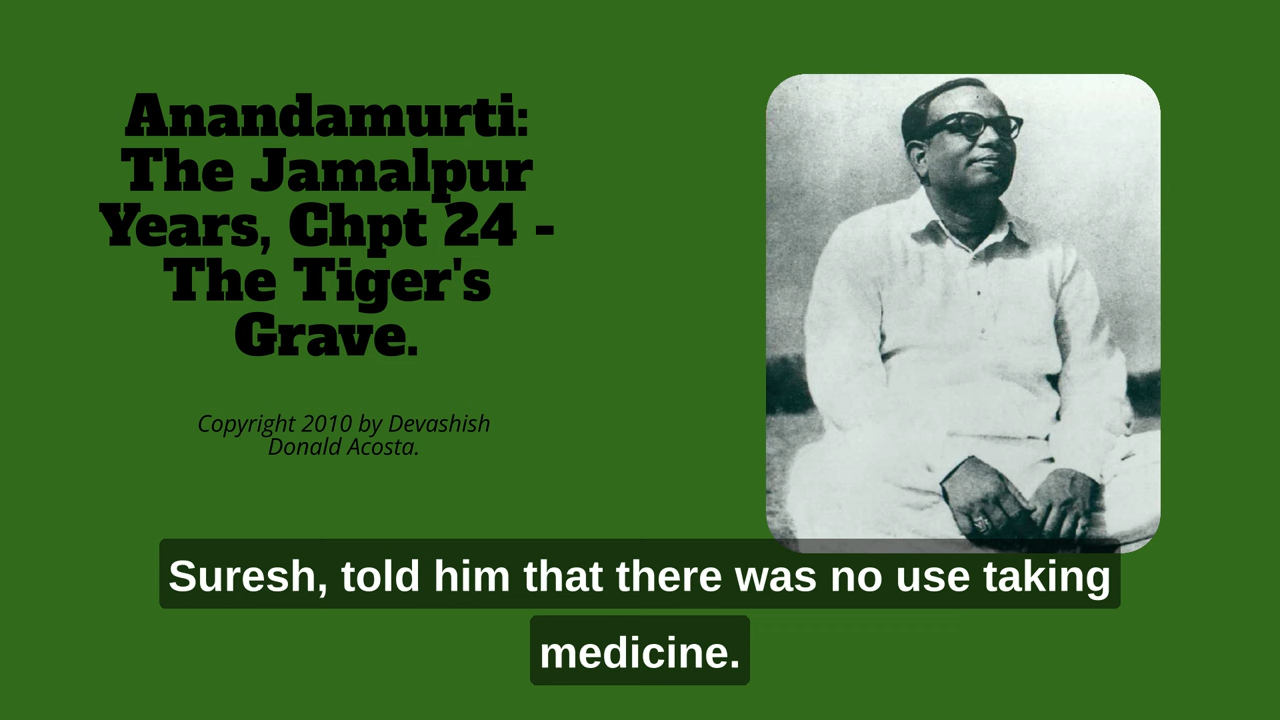 Anandamurti:
The Jamalpur
Years, Chpt 24 -
The Tiger's
Grave.
Copyright 2010 by Devashish
Donald Acosta.
Suresh, told him that there was no use taking
medicine.